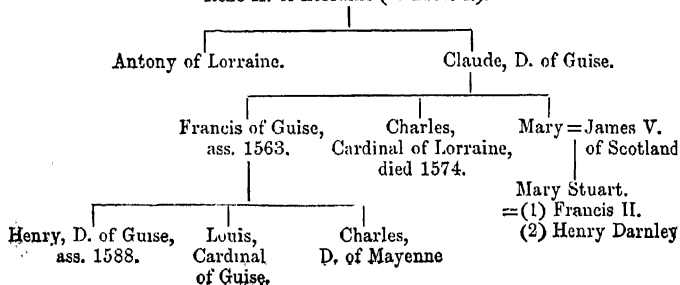 Antony of Lorraine. Claude, D. of Guise.
Francis of Guise, Charles, Mary = James V.
ass. 1563. Cardinal of Lorraine, of Scotland
died 1574.
Mary Stuart.
=(1) Francis II.
(2) Henry Darnley
Henry, D. of Guise, Louis, Charles,
ass. 1588. Cardinal D. of Mayenne
of Guise.